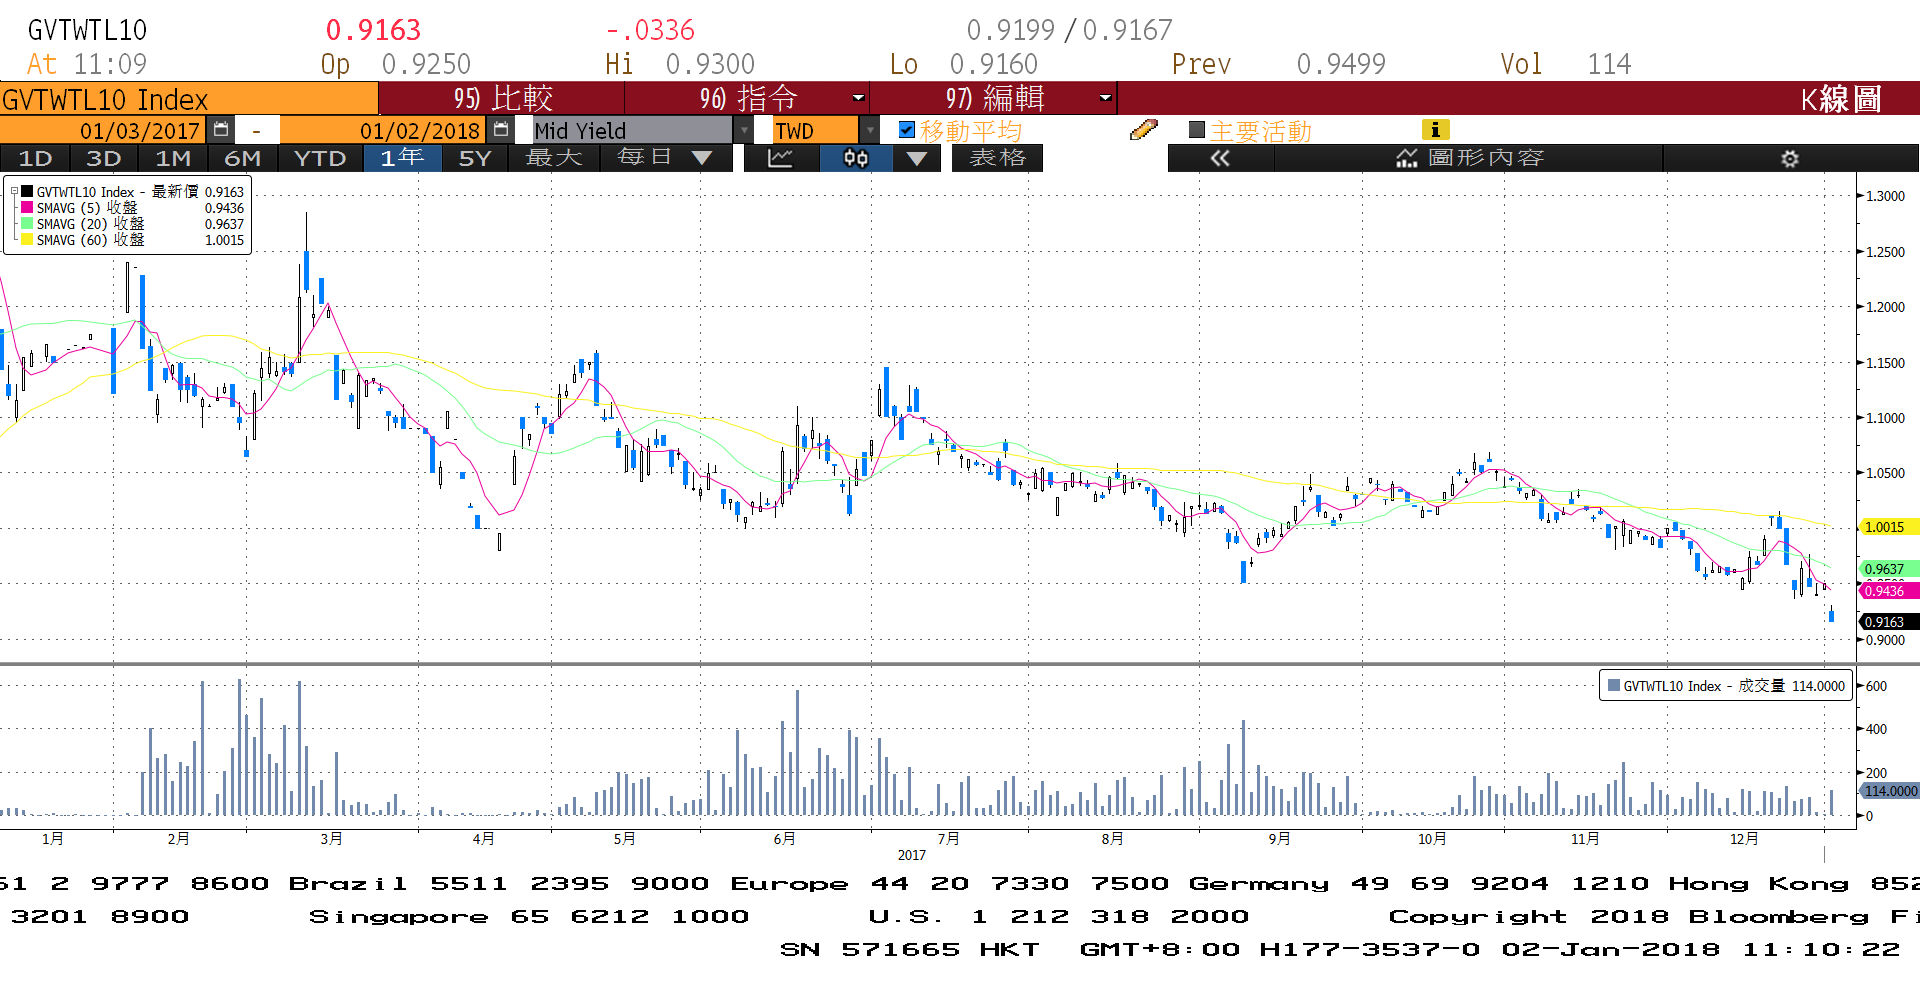 GVTWTL10 0.9163 -.0336 0.9199 / 0.9167
At 11:09 Op 0.9250 Hi 0.9300 Lo 0.9160 Prev 0.9499 Vol 114
GVTWTL10 Index 95) 比較 96) 指令 97) 編輯 K線圖
01/03/2017 - 01/02/2018 Mid Yield TWD 移動平均 主要活動
1D 3D 1M 6M YTD 1年 5Y 最大 每日 表格 圖形內容
GVTWTL10 Index - 最新價 0.9163
SMAVG (5) 收盤 0.9436
SMAVG (20) 收盤 0.9637
SMAVG (60) 收盤 1.0015
1.3000
1.2500
1.2000
1.1500
1.1000
1.0500
1.0015
0.9637
0.9436
0.9163
0.9000
GVTWTL10 Index - 成交量 114.0000
600
400
200
114.0000
0
1月 2月 3月 4月 5月 6月 7月 8月 9月 10月 11月 12月
2017
61 2 9777 8600 Brazil 5511 2395 9000 Europe 44 20 7330 7500 Germany 49 69 9204 1210 Hong Kong 852
3201 8900 Singapore 65 6212 1000 U.S. 1 212 318 2000 Copyright 2018 Bloomberg Fi
SN 571665 HKT GMT+8:00 H177-3537-0 02-Jan-2018 11:10:22